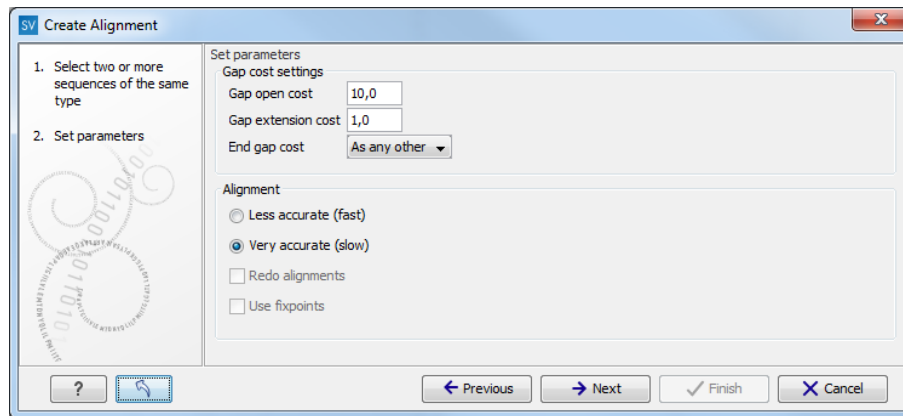 SV Create Alignment
1. Select two or more
sequences of the same
type
2. Set parameters
Set parameters
Gap cost settings
Gap open cost 10,0
Gap extension cost 1,0
End gap cost As any other
Alignment
Less accurate (fast)
Very accurate (slow)
Redo alignments
Use fixpoints
? Previous Next Finish Cancel